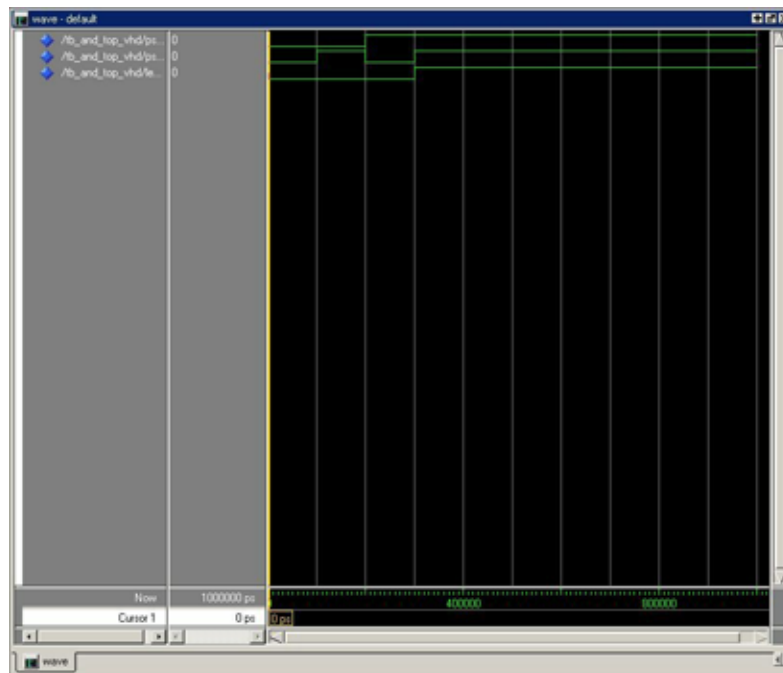 wave - default
/tb_and_top_vhd/ps... 0
/tb_and_top_vhd/ps... 0
/tb_and_top_vhd/le... 0
Now 1000000 ps
400000 800000
Cursor 1 0 ps 0 ps
wave